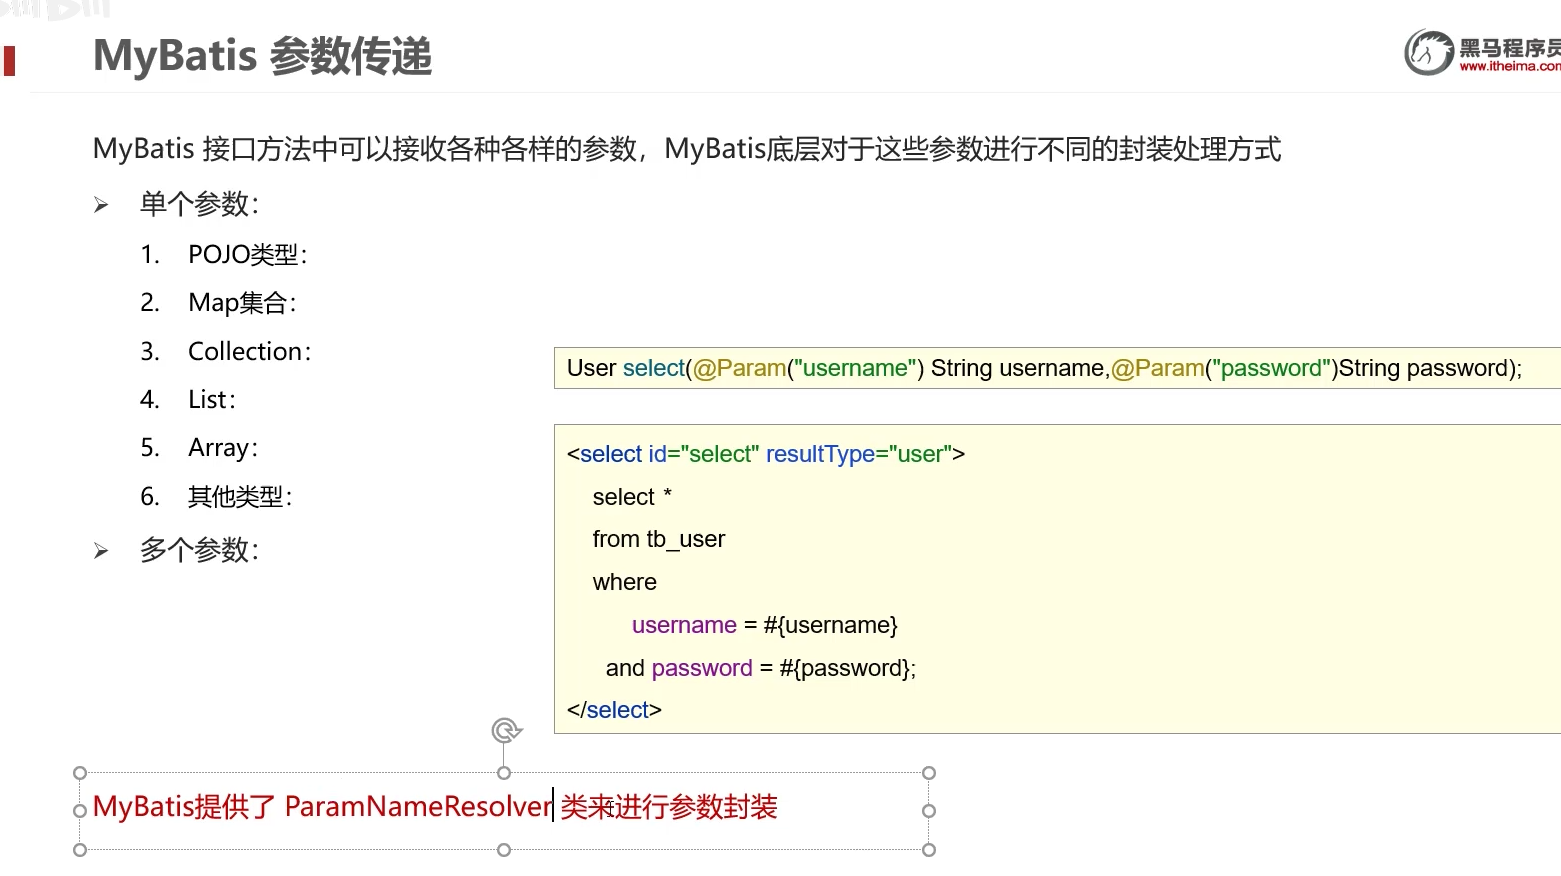 MyBatis 参数传递
黑马程序员
www.itheima.com
MyBatis 接口方法中可以接收各种各样的参数，MyBatis底层对于这些参数进行不同的封装处理方式
➢ 单个参数：
1. POJO类型：
2. Map集合：
3. Collection：
4. List：
5. Array：
6. 其他类型：
➢ 多个参数：
User select(@Param("username") String username,@Param("password")String password);
<select id="select" resultType="user">
select *
from tb_user
where
username = #{username}
and password = #{password};
</select>
MyBatis提供了 ParamNameResolver 类来进行参数封装